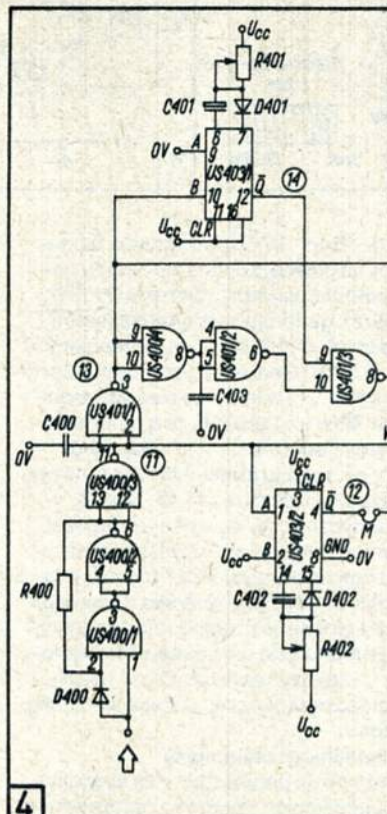 Ucc
R401
C401
D401
6
7
0V
A
9
US403/1
B
10
12
Q̅
14
11
16
Ucc
CLR
9
10
US400/4
8
4
5
US401/2
8
9
10
US401/3
8
13
3
US401/1
2
C403
0V
C400
0V
11
11
US400/3
13
12
6
US400/2
4
5
R400
3
US400/1
2
1
D400
Ucc
CLR
3
A
1
4
Q̅
12
M
US403/2
Ucc
B
2
8
GND
0V
14
15
C402
D402
R402
Ucc
4